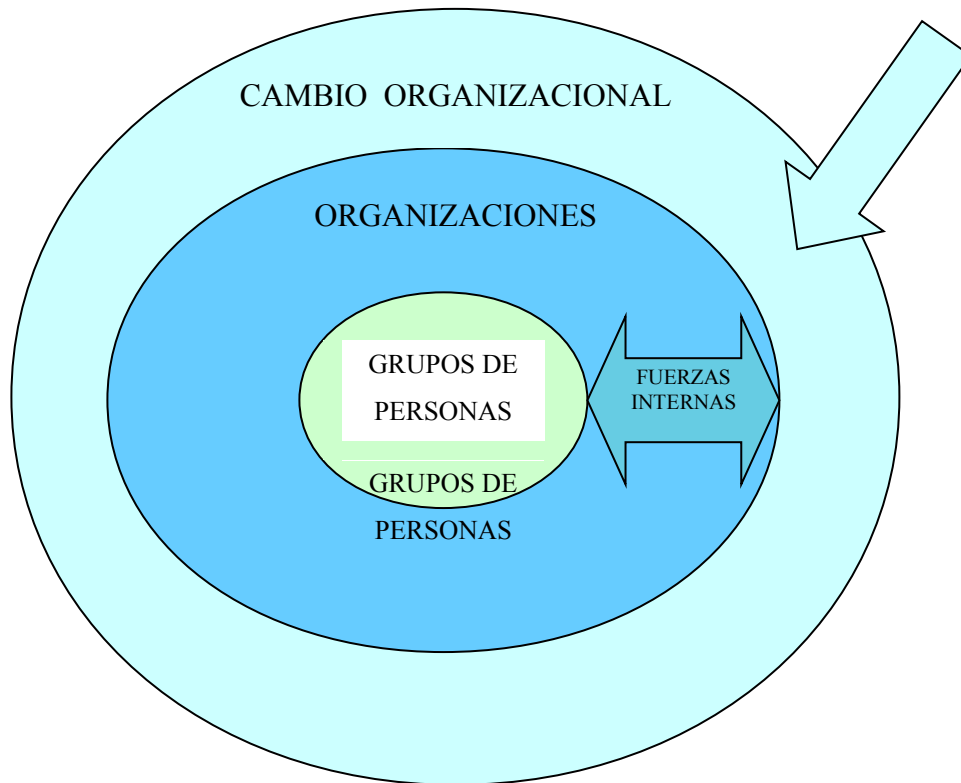 CAMBIO ORGANIZACIONAL
ORGANIZACIONES
GRUPOS DE
PERSONAS
FUERZAS
INTERNAS
GRUPOS DE
PERSONAS